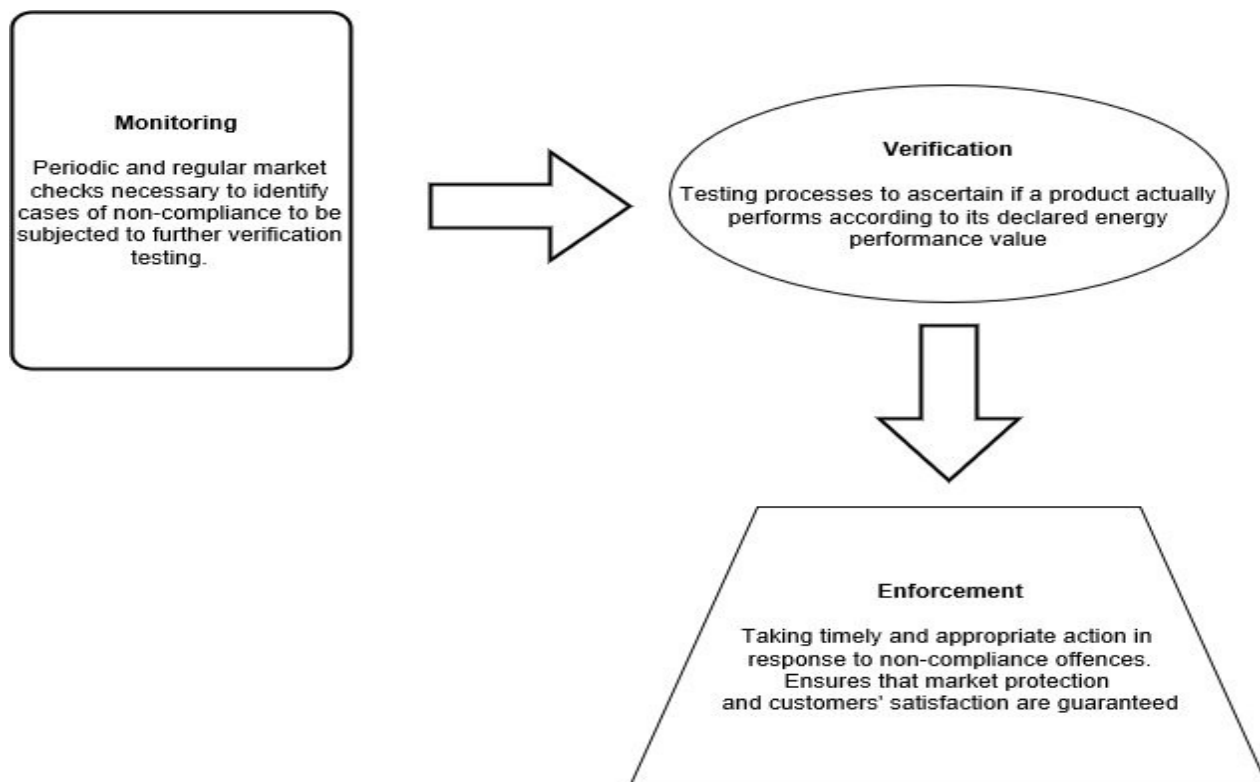 Monitoring
Periodic and regular market
checks necessary to identify
cases of non-compliance to be
subjected to further verification
testing.
Verification
Testing processes to ascertain if a product actually
performs according to its declared energy
performance value
Enforcement
Taking timely and appropriate action in
response to non-compliance offences.
Ensures that market protection
and customers' satisfaction are guaranteed